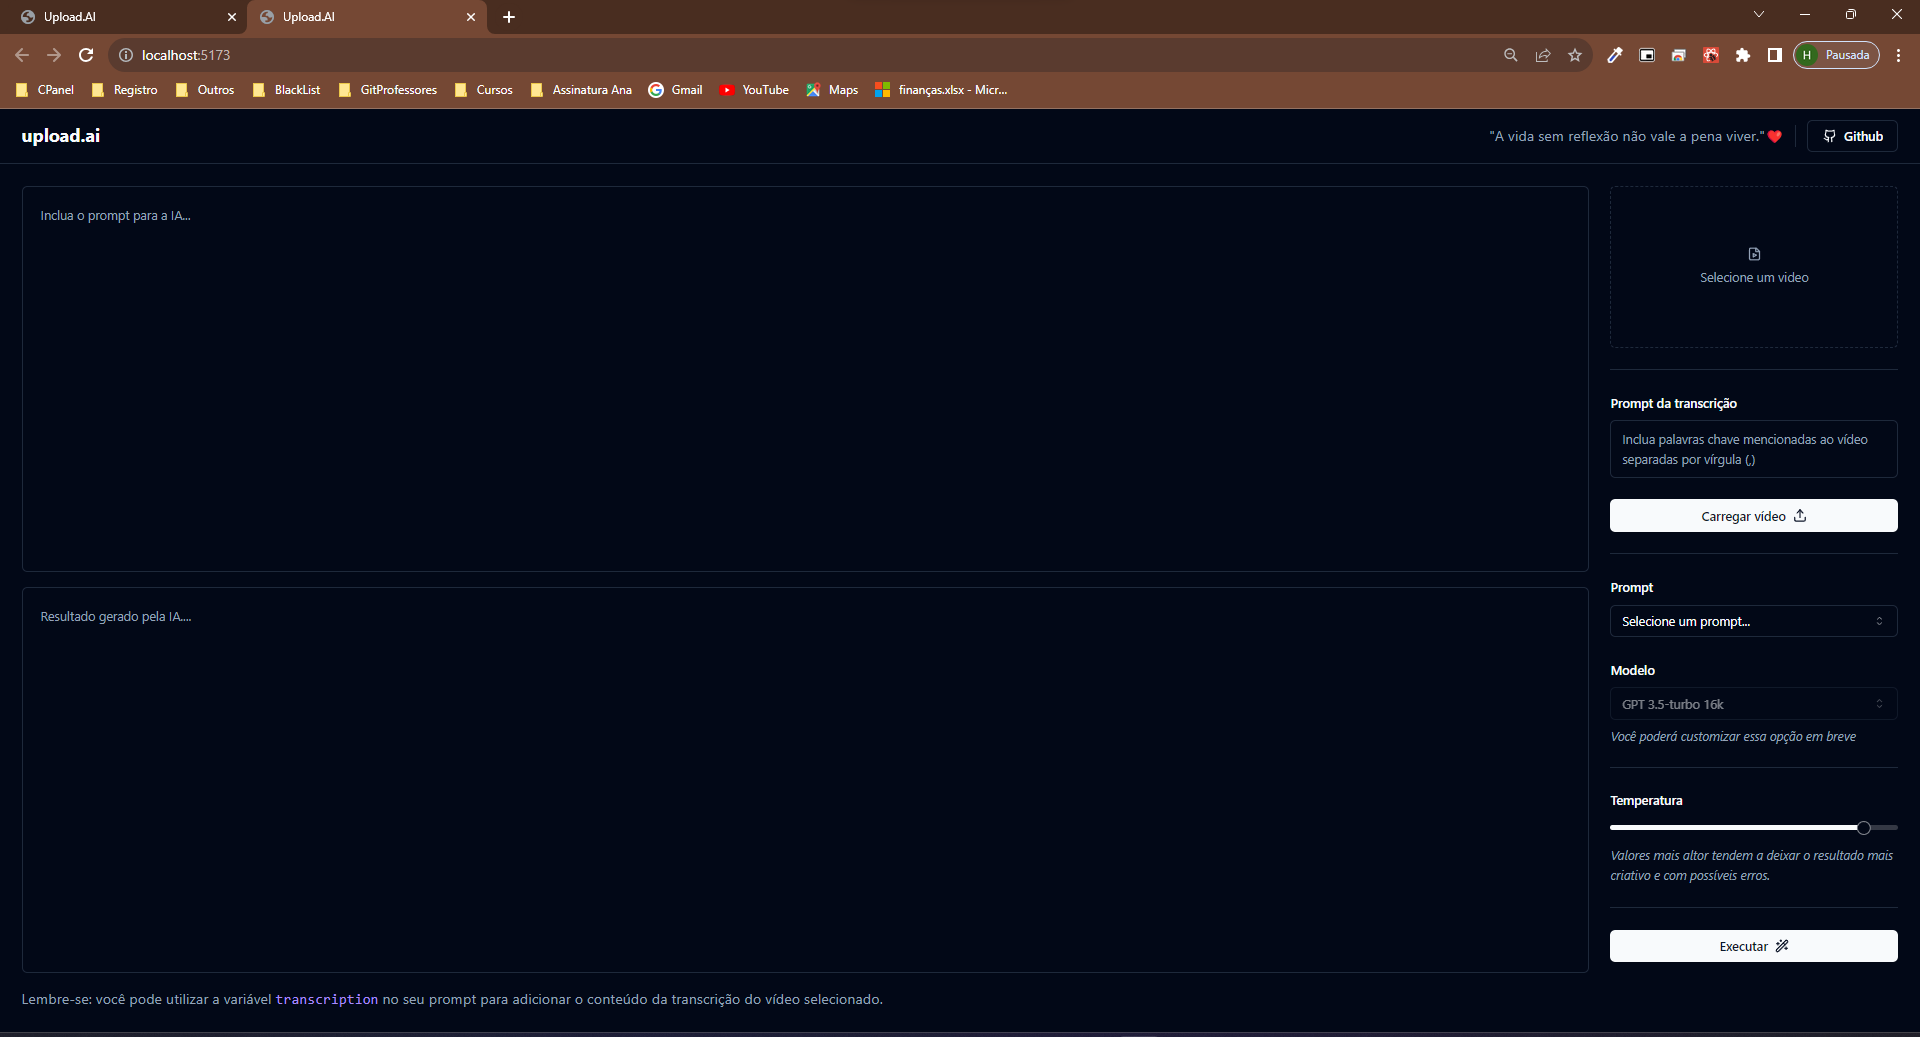 Upload.AI
Upload.AI
localhost:5173
H Pausada
CPanel Registro Outros BlackList GitProfessores Cursos Assinatura Ana Gmail YouTube Maps finanças.xlsx - Micr...
upload.ai
"A vida sem reflexão não vale a pena viver."❤️
Github
Inclua o prompt para a IA...
Resultado gerado pela IA....
Lembre-se: você pode utilizar a variável transcription no seu prompt para adicionar o conteúdo da transcrição do vídeo selecionado.
Selecione um video
Prompt da transcrição
Inclua palavras chave mencionadas ao vídeo
separadas por vírgula (,)
Carregar vídeo
Prompt
Selecione um prompt...
Modelo
GPT 3.5-turbo 16k
Você poderá customizar essa opção em breve
Temperatura
Valores mais altor tendem a deixar o resultado mais
criativo e com possíveis erros.
Executar